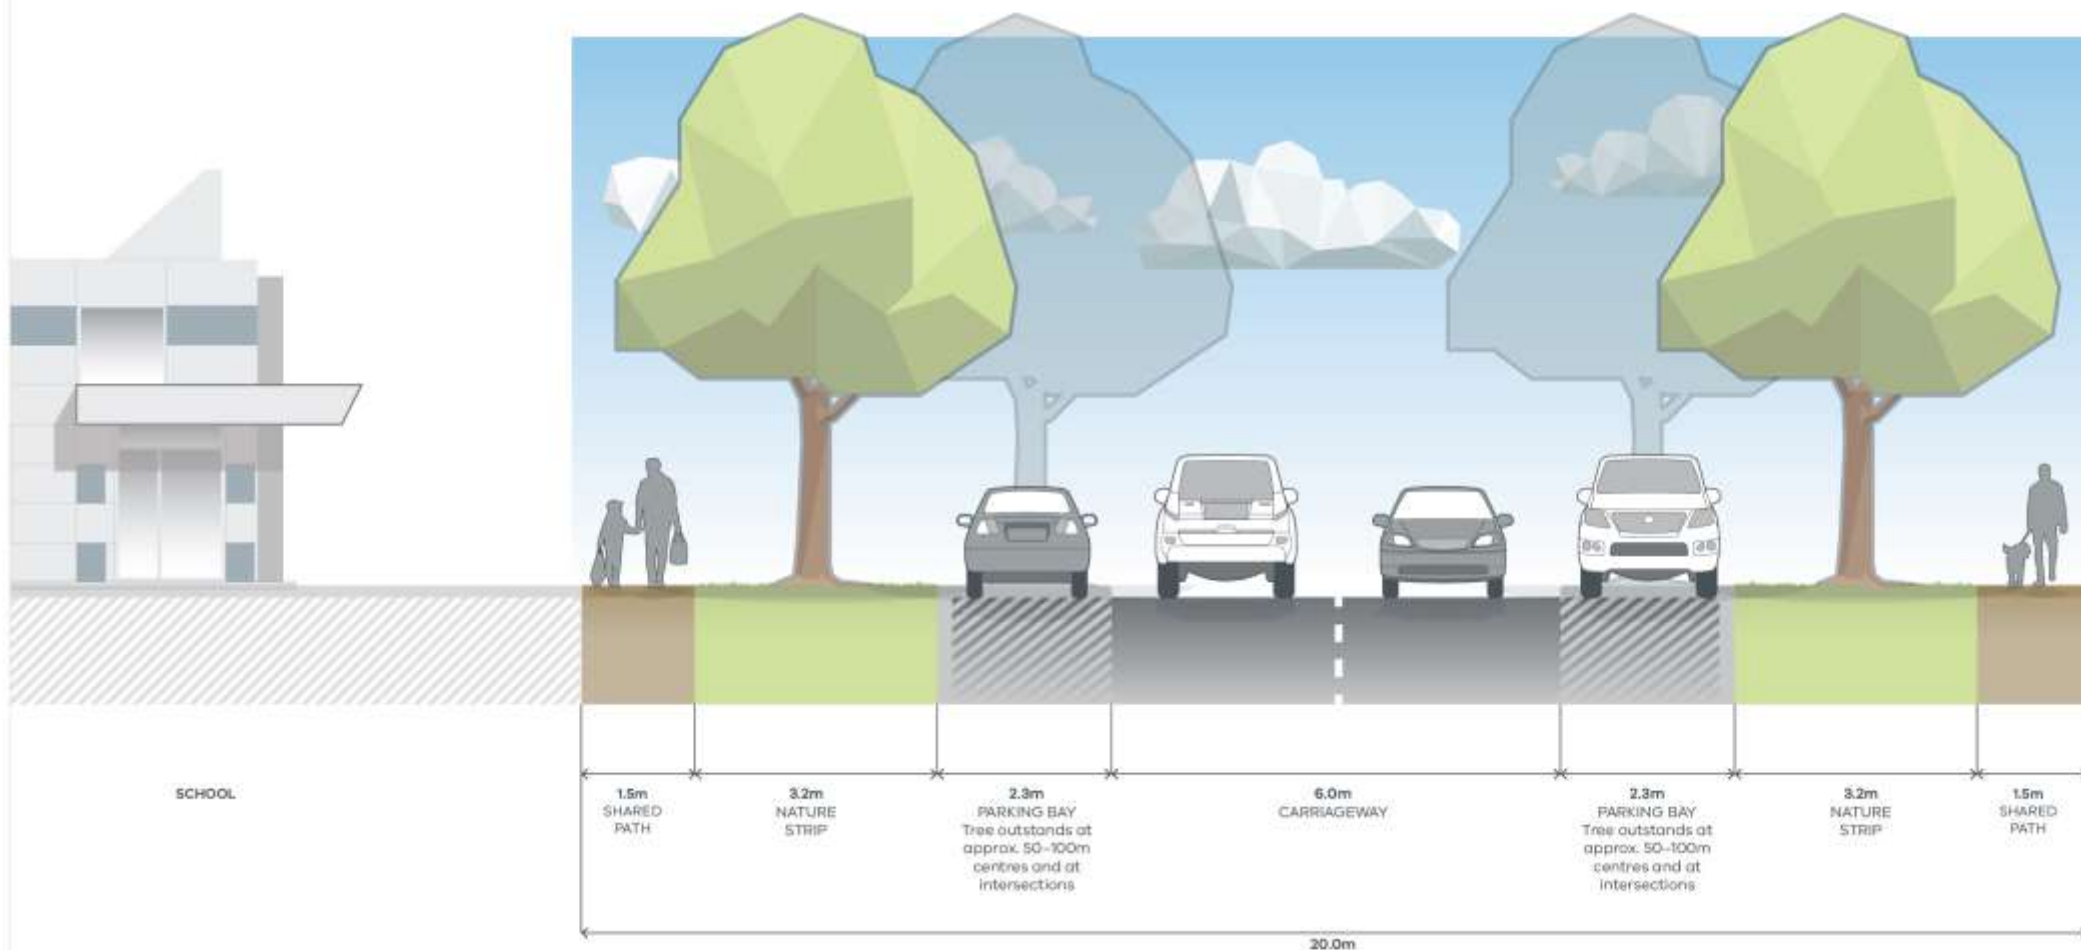 SCHOOL
1.5m
SHARED
PATH
3.2m
NATURE
STRIP
2.3m
PARKING BAY
Tree outstands at
approx. 50–100m
centres and at
intersections
6.0m
CARRIAGEWAY
2.3m
PARKING BAY
Tree outstands at
approx. 50–100m
centres and at
intersections
3.2m
NATURE
STRIP
1.5m
SHARED
PATH
20.0m